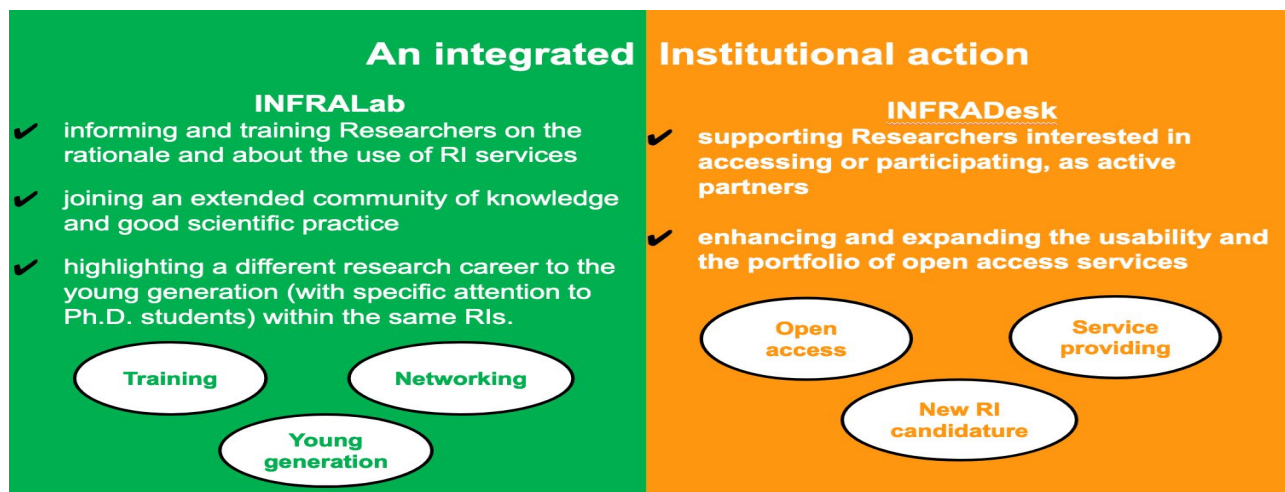 An integrated Institutional action
INFRALab
✔ informing and training Researchers on the
rationale and about the use of RI services
✔ joining an extended community of knowledge
and good scientific practice
✔ highlighting a different research career to the
young generation (with specific attention to
Ph.D. students) within the same RIs.
Training
Networking
Young
generation
INFRADesk
✔ supporting Researchers interested in
accessing or participating, as active
partners
✔ enhancing and expanding the usability and
the portfolio of open access services
Open
access
Service
providing
New RI
candidature